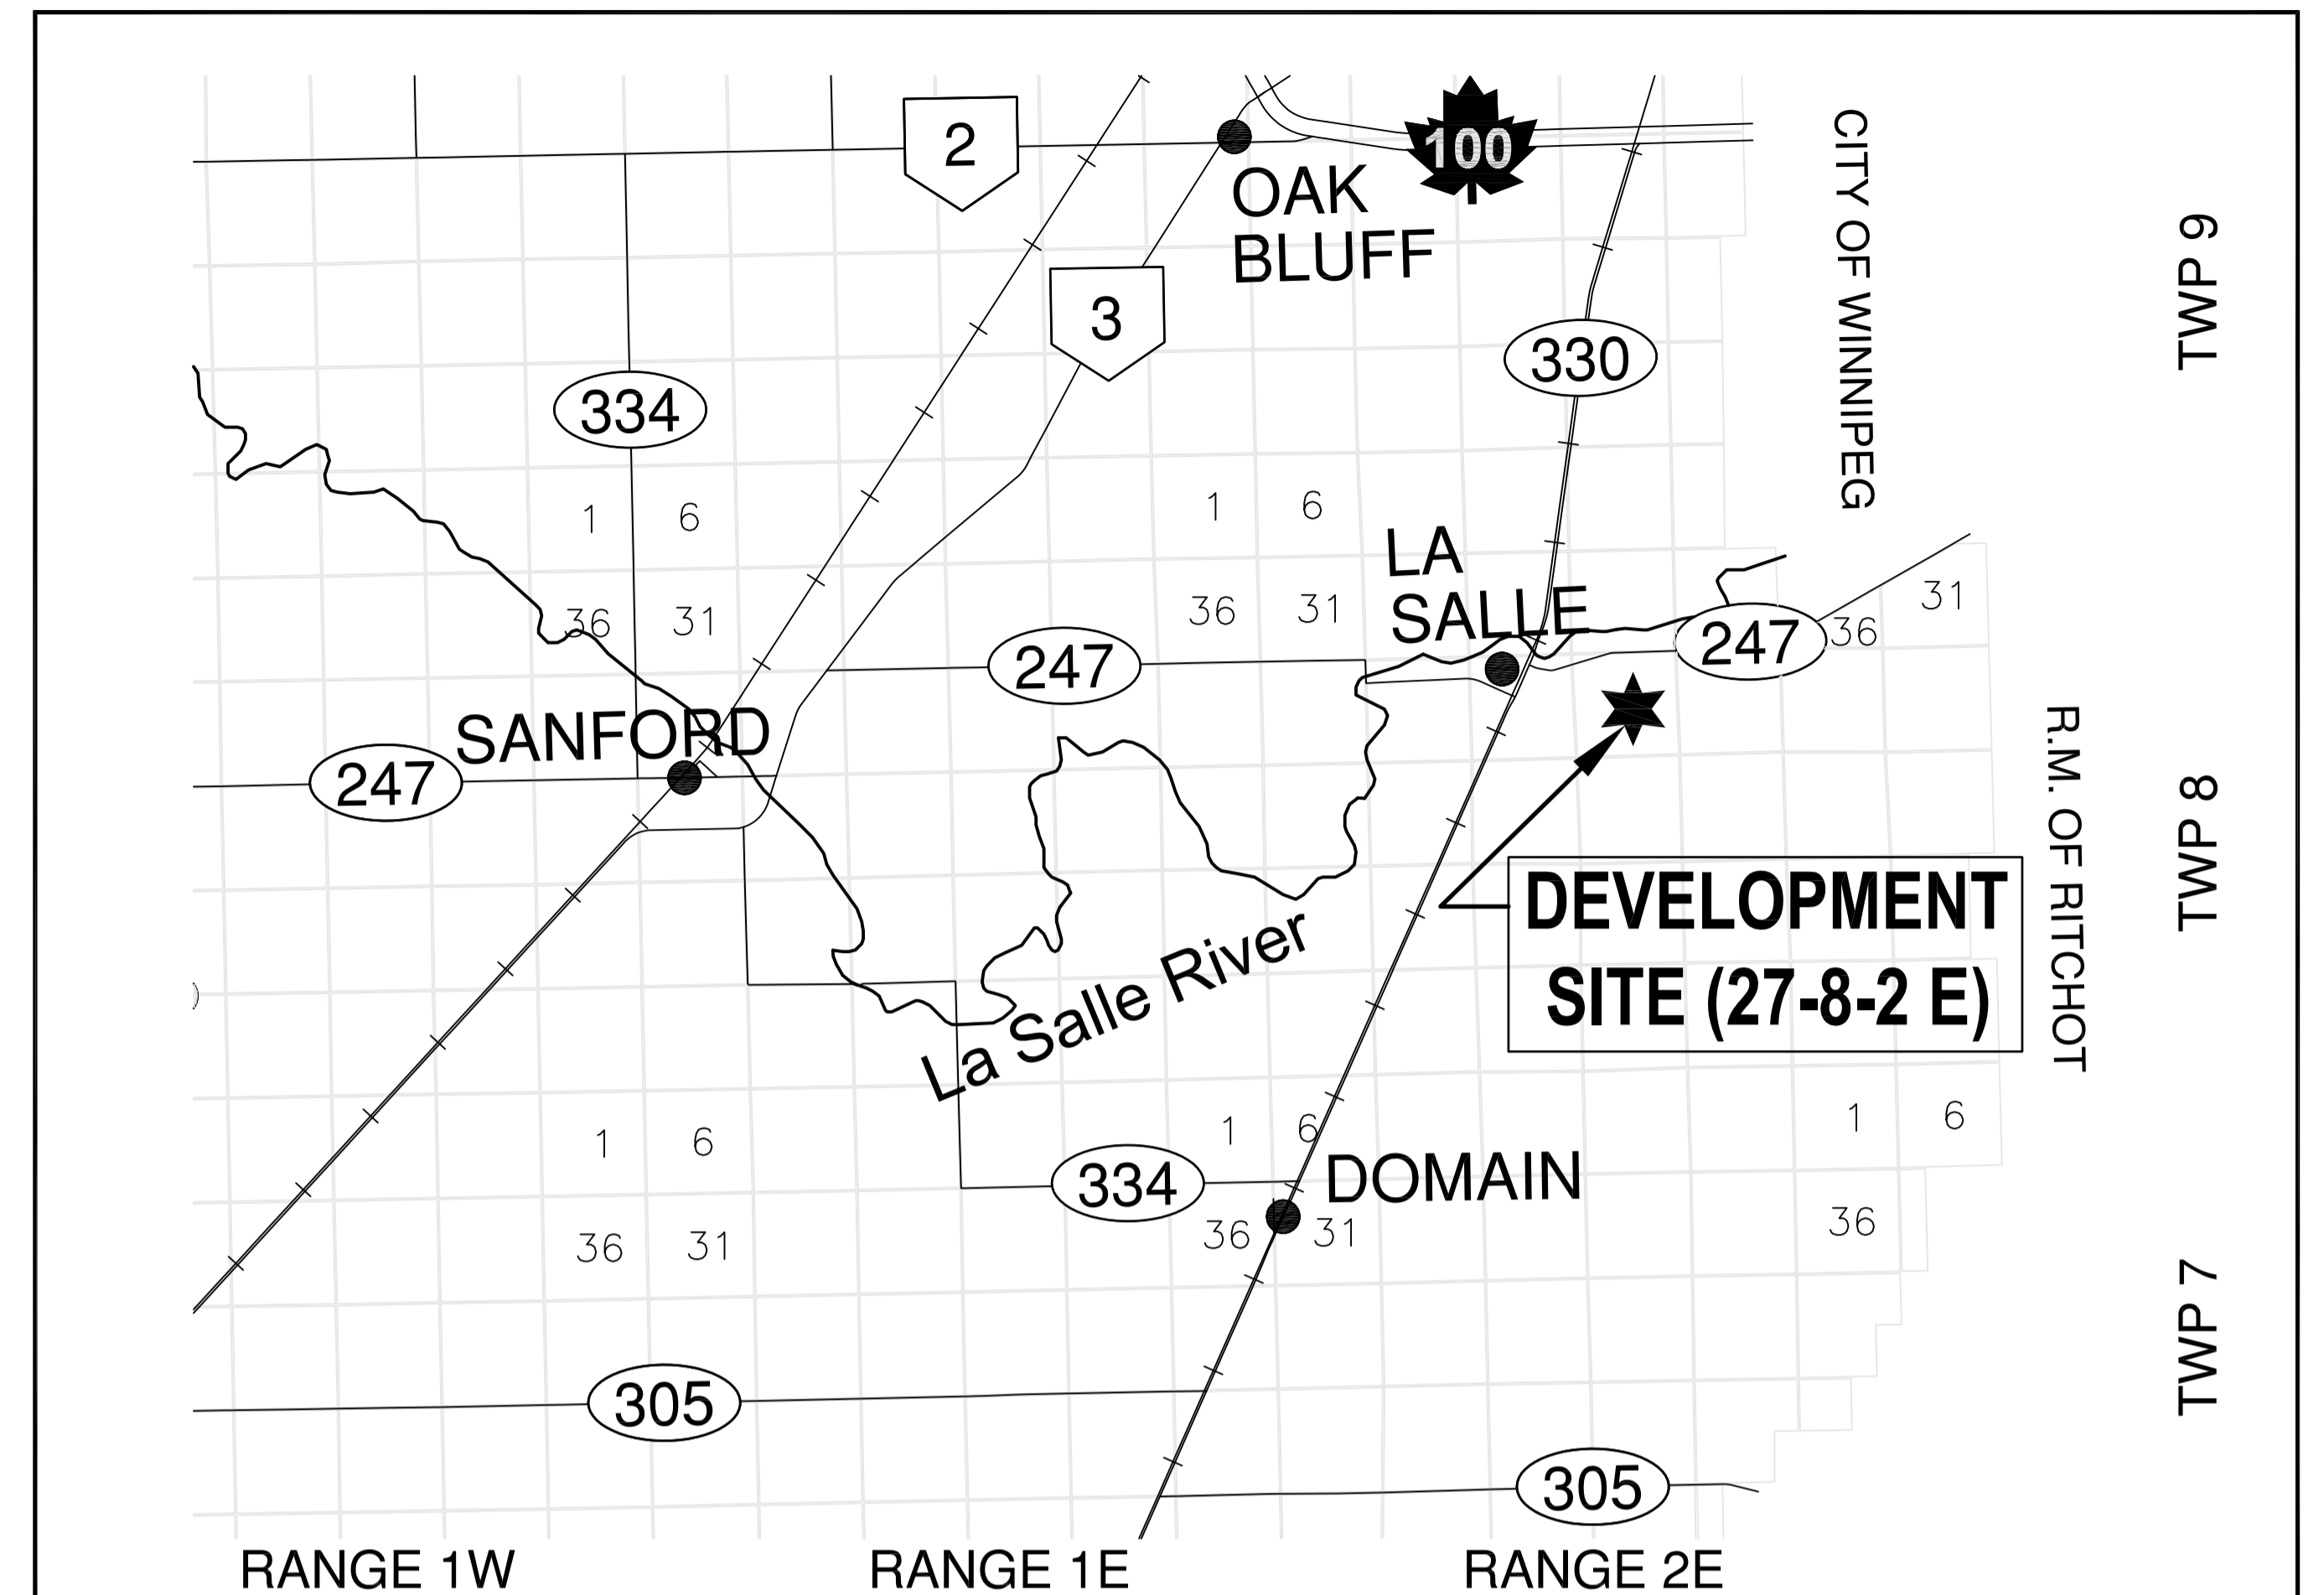 2
100
OAK
BLUFF
CITY OF WINNIPEG
TWP 9
3
330
334
1 6
1 6
LA
SALLE
36 31
36 31
31
247
247
36
SANFORD
247
R.M. OF RITCHOT
TWP 8
DEVELOPMENT
SITE (27-8-2 E)
La Salle River
1 6
1 6
1 6
334
DOMAIN
36 31
36 31
36
TWP 7
305
305
RANGE 1W
RANGE 1E
RANGE 2E